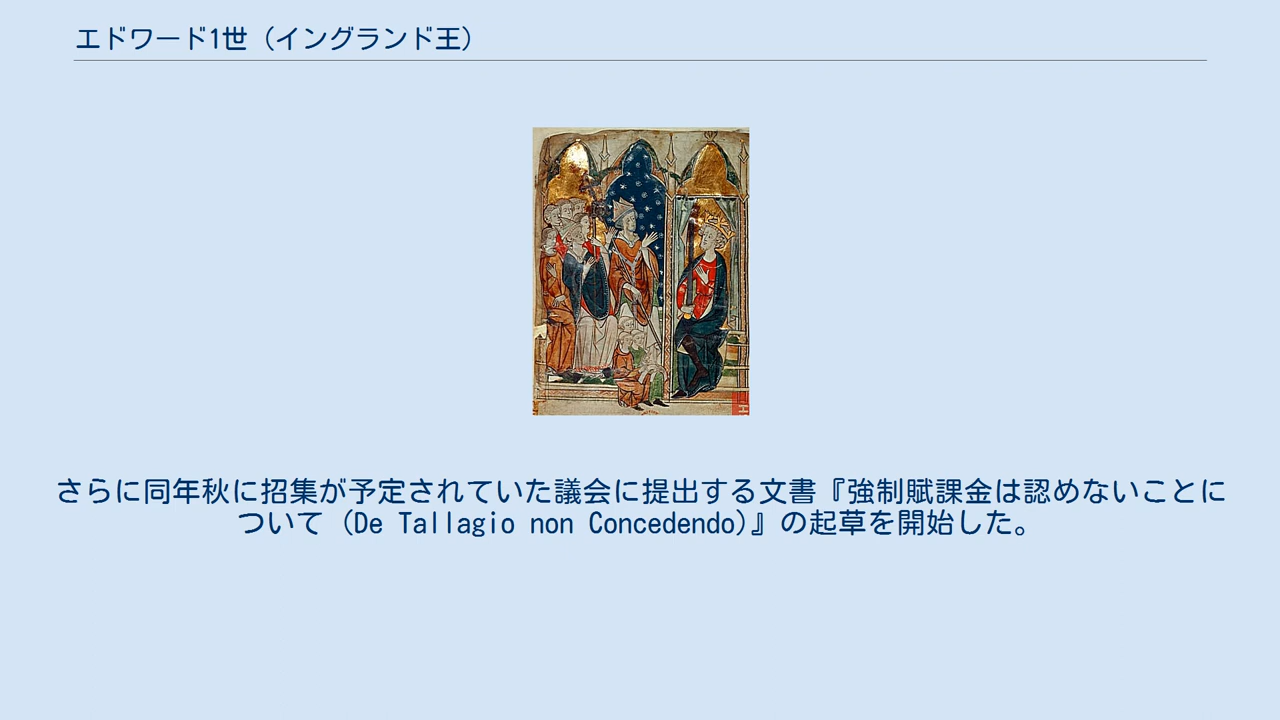 エドワード1世（イングランド王）
さらに同年秋に招集が予定されていた議会に提出する文書『強制賦課金は認めないことに
ついて（De Tallagio non Concedendo)』の起草を開始した。